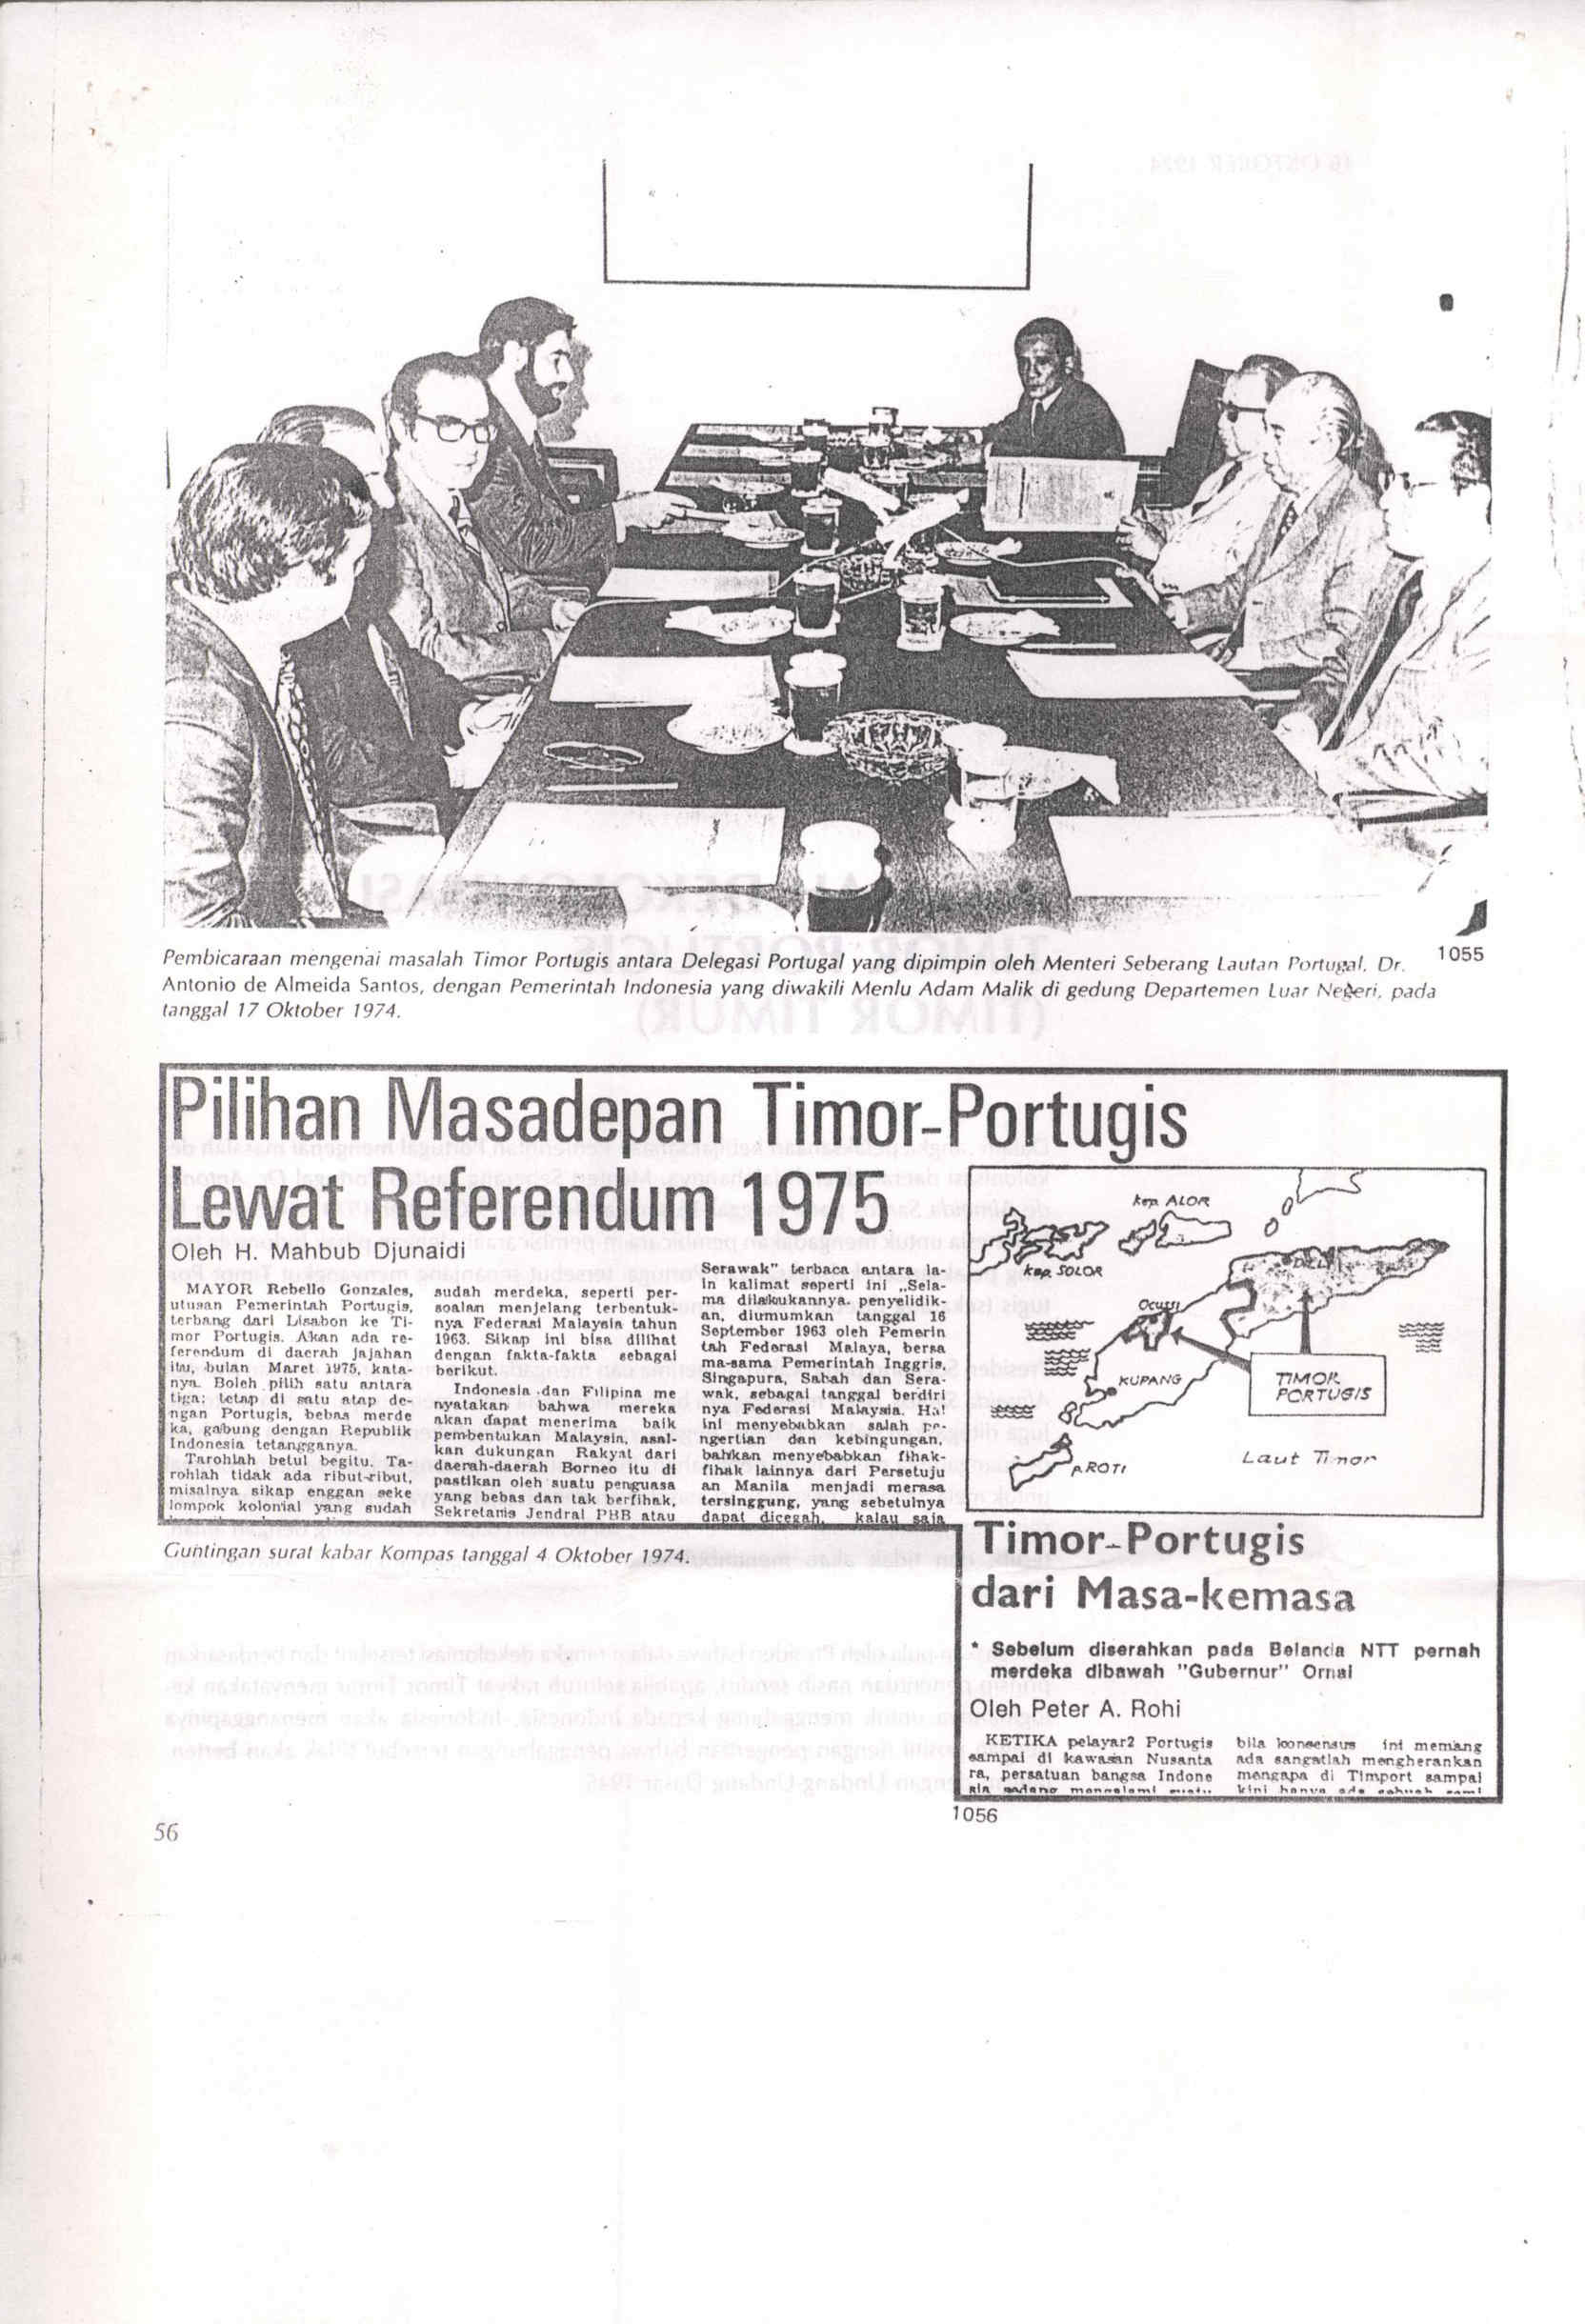 Pembicaraan mengenai masalah Timor Portugis antara Delegasi Portugal yang dipimpin oleh Menteri Seberang Lautan Portugal, Dr.
Antonio de Almeida Santos, dengan Pemerintah Indonesia yang diwakili Menlu Adam Malik di gedung Departemen Luar Negeri, pada
tanggal 17 Oktober 1974.
1055
Pilihan Masadepan Timor-Portugis
Lewat Referendum 1975
Oleh H. Mahbub Djunaidi
MAYOR Rebello Gonzales,
utusan Pemerintah Portugis,
terbang dari Lisabon ke Ti-
mor Portugis. Akan ada re-
ferendum di daerah jajahan
itu, bulan Maret 1975, kata-
nya. Boleh pilih satu antara
tiga: tetap di satu atap de-
ngan Portugis, bebas merde
ka, gabung dengan Republik
Indonesia tetangganya.
Tarohlah betul begitu. Ta-
rohlah tidak ada ribut-ribut,
misalnya sikap enggan seke
lompok kolonial yang sudah
sudah merdeka, seperti per-
soalan menjelang terbentuk-
nya Federasi Malaysia tahun
1963. Sikap ini bisa dilihat
dengan fakta-fakta sebagai
berikut.
Indonesia dan Filipina me
nyatakan bahwa mereka
akan dapat menerima baik
pembentukan Malaysia, asal-
kan dukungan Rakyat dari
daerah-daerah Borneo itu di
pastikan oleh suatu penguasa
yang bebas dan tak berfihak,
Sekretaris Jendral PBB atau
Serawak" terbaca antara la-
in kalimat seperti ini „Sela-
ma dilakukannya penyelidik-
an, diumumkan tanggal 16
September 1963 oleh Pemerin
tah Federasi Malaya, bersa
ma-sama Pemerintah Inggris,
Singapura, Sabah dan Sera-
wak, sebagai tanggal berdiri
nya Federasi Malaysia. Hal
ini menyebabkan salah pe-
ngertian dan kebingungan,
bahkan menyebabkan fihak-
fihak lainnya dari Persetuju
an Manila menjadi merasa
tersinggung, yang sebetulnya
dapat dicegah, kalau saja
kep. ALOR
kep. SOLOR
DILLY
Ocussi
KUPANG
TIMOR
PORTUGIS
P.ROTI
Laut Timor
Guntingan surat kabar Kompas tanggal 4 Oktober 1974.
Timor-Portugis
dari Masa-kemasa
* Sebelum diserahkan pada Belanda NTT pernah
merdeka dibawah "Gubernur" Ornai
Oleh Peter A. Rohi
KETIKA pelayar2 Portugis
sampai di kawasan Nusanta
ra, persatuan bangsa Indone
sia sedang mengalami
bila konsensus ini memang
ada sangatlah mengherankan
mengapa di Timport sampai
kini hanya ada sebuah
1056
56